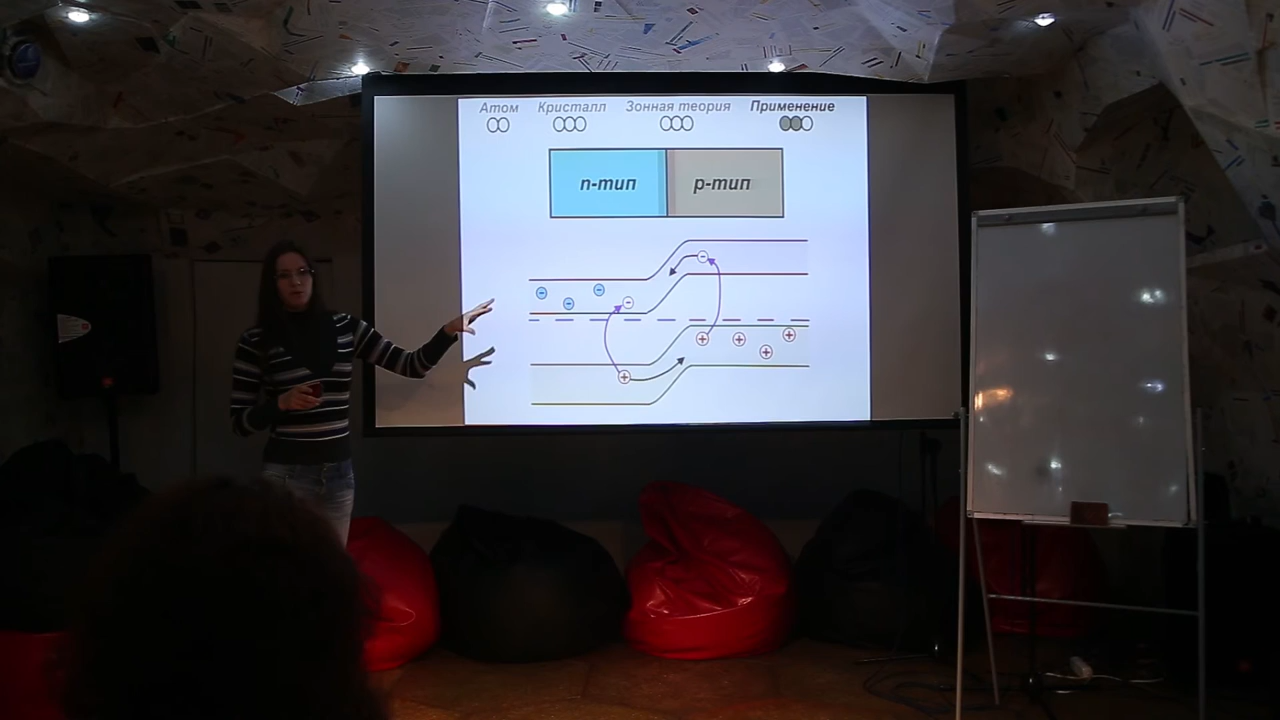 Атом Кристалл Зонная теория Применение
n-тип p-тип